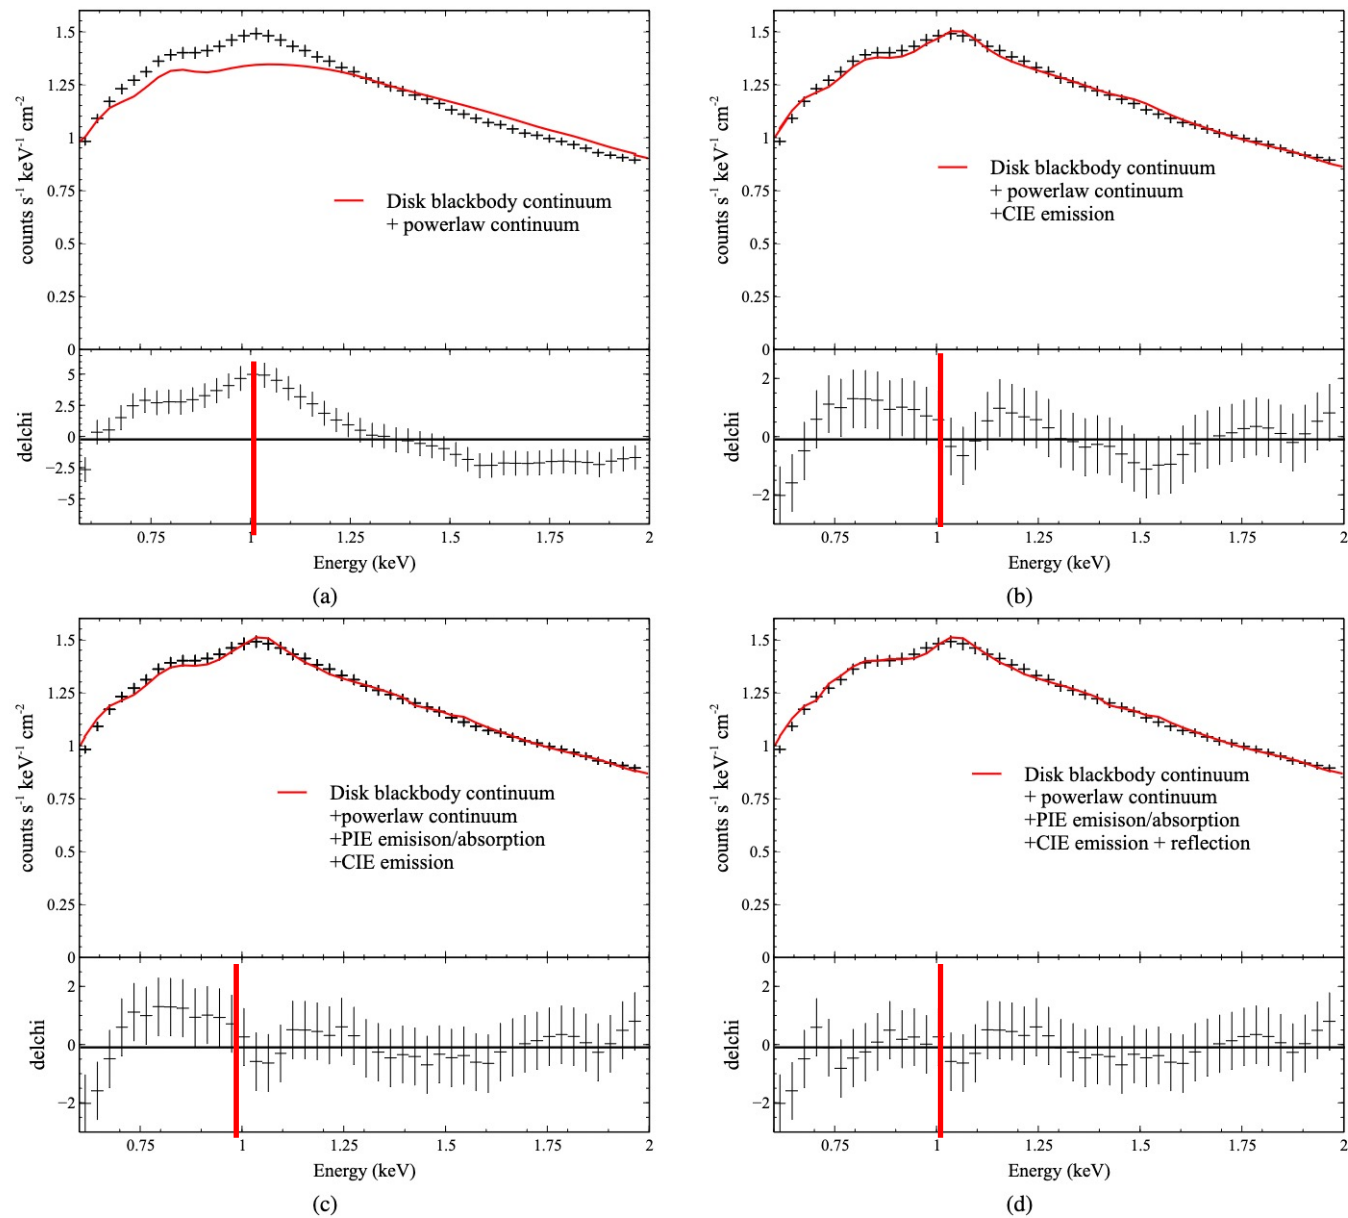 1.5
1.25
1
0.75
0.5
0.25
0
counts s-1 keV-1 cm-2
Disk blackbody continuum
+ powerlaw continuum
5
2.5
0
−2.5
−5
delchi
0.75
1
1.25
1.5
1.75
2
Energy (keV)
(a)
1.5
1.25
1
0.75
0.5
0.25
0
counts s-1 keV-1 cm-2
Disk blackbody continuum
+ powerlaw continuum
+CIE emission
2
0
−2
delchi
0.75
1
1.25
1.5
1.75
2
Energy (keV)
(b)
1.5
1.25
1
0.75
0.5
0.25
0
counts s-1 keV-1 cm-2
Disk blackbody continuum
+powerlaw continuum
+PIE emisison/absorption
+CIE emission
2
0
−2
delchi
0.75
1
1.25
1.5
1.75
2
Energy (keV)
(c)
1.5
1.25
1
0.75
0.5
0.25
0
counts s-1 keV-1 cm-2
Disk blackbody continuum
+ powerlaw continuum
+PIE emisison/absorption
+CIE emission + reflection
2
0
−2
delchi
0.75
1
1.25
1.5
1.75
2
Energy (keV)
(d)